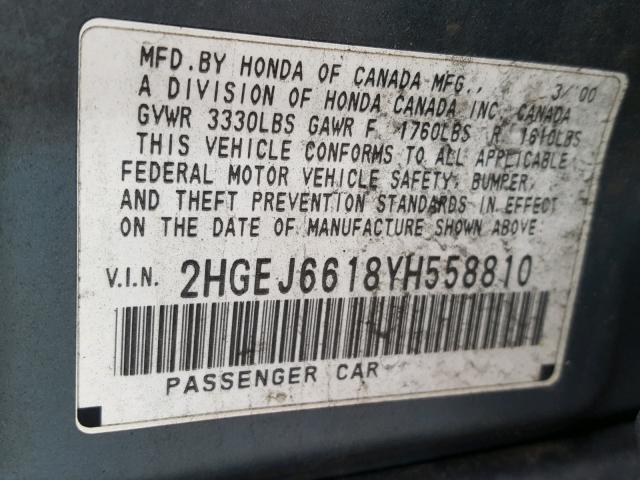 MFD. BY HONDA OF CANADA MFG., 3/00
A DIVISION OF HONDA CANADA INC. CANADA
GVWR 3330LBS GAWR F. 1760LBS R. 1610LBS
THIS VEHICLE CONFORMS TO ALL APPLICABLE
FEDERAL MOTOR VEHICLE SAFETY, BUMPER,
AND THEFT PREVENTION STANDARDS IN EFFECT
ON THE DATE OF MANUFACTURE SHOWN ABOVE.
V.I.N. 2HGEJ6618YH558810
PASSENGER CAR